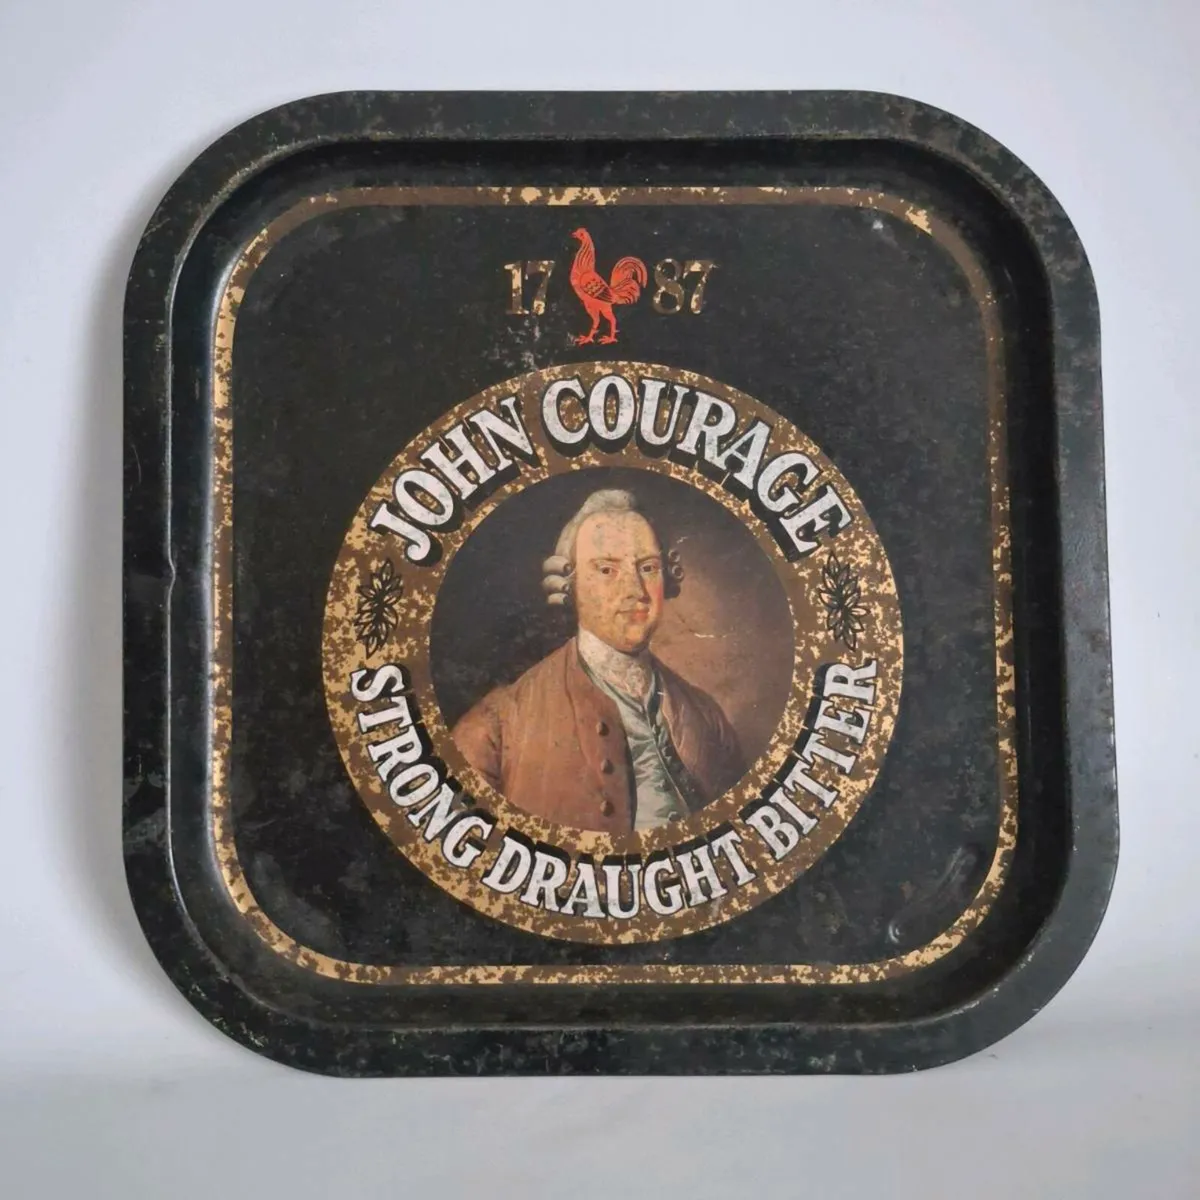 17 87
JOHN COURAGE
STRONG DRAUGHT BITTER